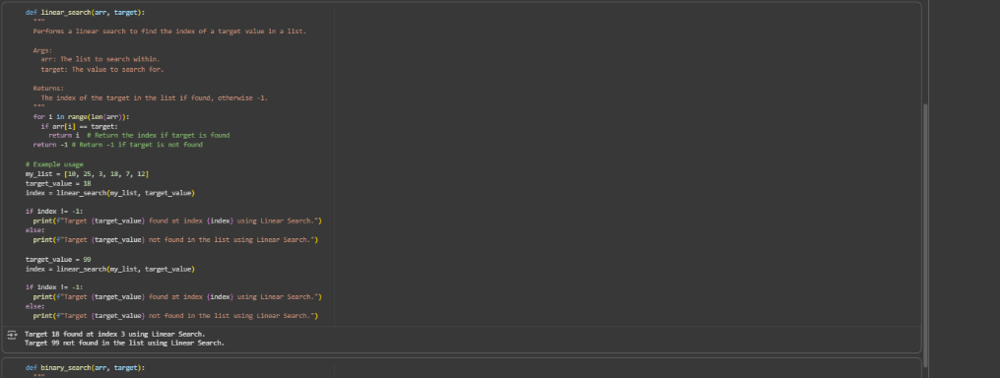 def linear_search(arr, target):
  """
  Performs a linear search to find the index of a target value in a list.

  Args:
    arr: The list to search within.
    target: The value to search for.

  Returns:
    The index of the target in the list if found, otherwise -1.
  """
  for i in range(len(arr)):
    if arr[i] == target:
      return i  # Return the index if target is found
  return -1 # Return -1 if target is not found

# Example usage
my_list = [10, 25, 3, 18, 7, 12]
target_value = 18
index = linear_search(my_list, target_value)

if index != -1:
  print(f"Target {target_value} found at index {index} using Linear Search.")
else:
  print(f"Target {target_value} not found in the list using Linear Search.")

target_value = 99
index = linear_search(my_list, target_value)

if index != -1:
  print(f"Target {target_value} found at index {index} using Linear Search.")
else:
  print(f"Target {target_value} not found in the list using Linear Search.")

Target 18 found at index 3 using Linear Search.
Target 99 not found in the list using Linear Search.

def binary_search(arr, target):
  """